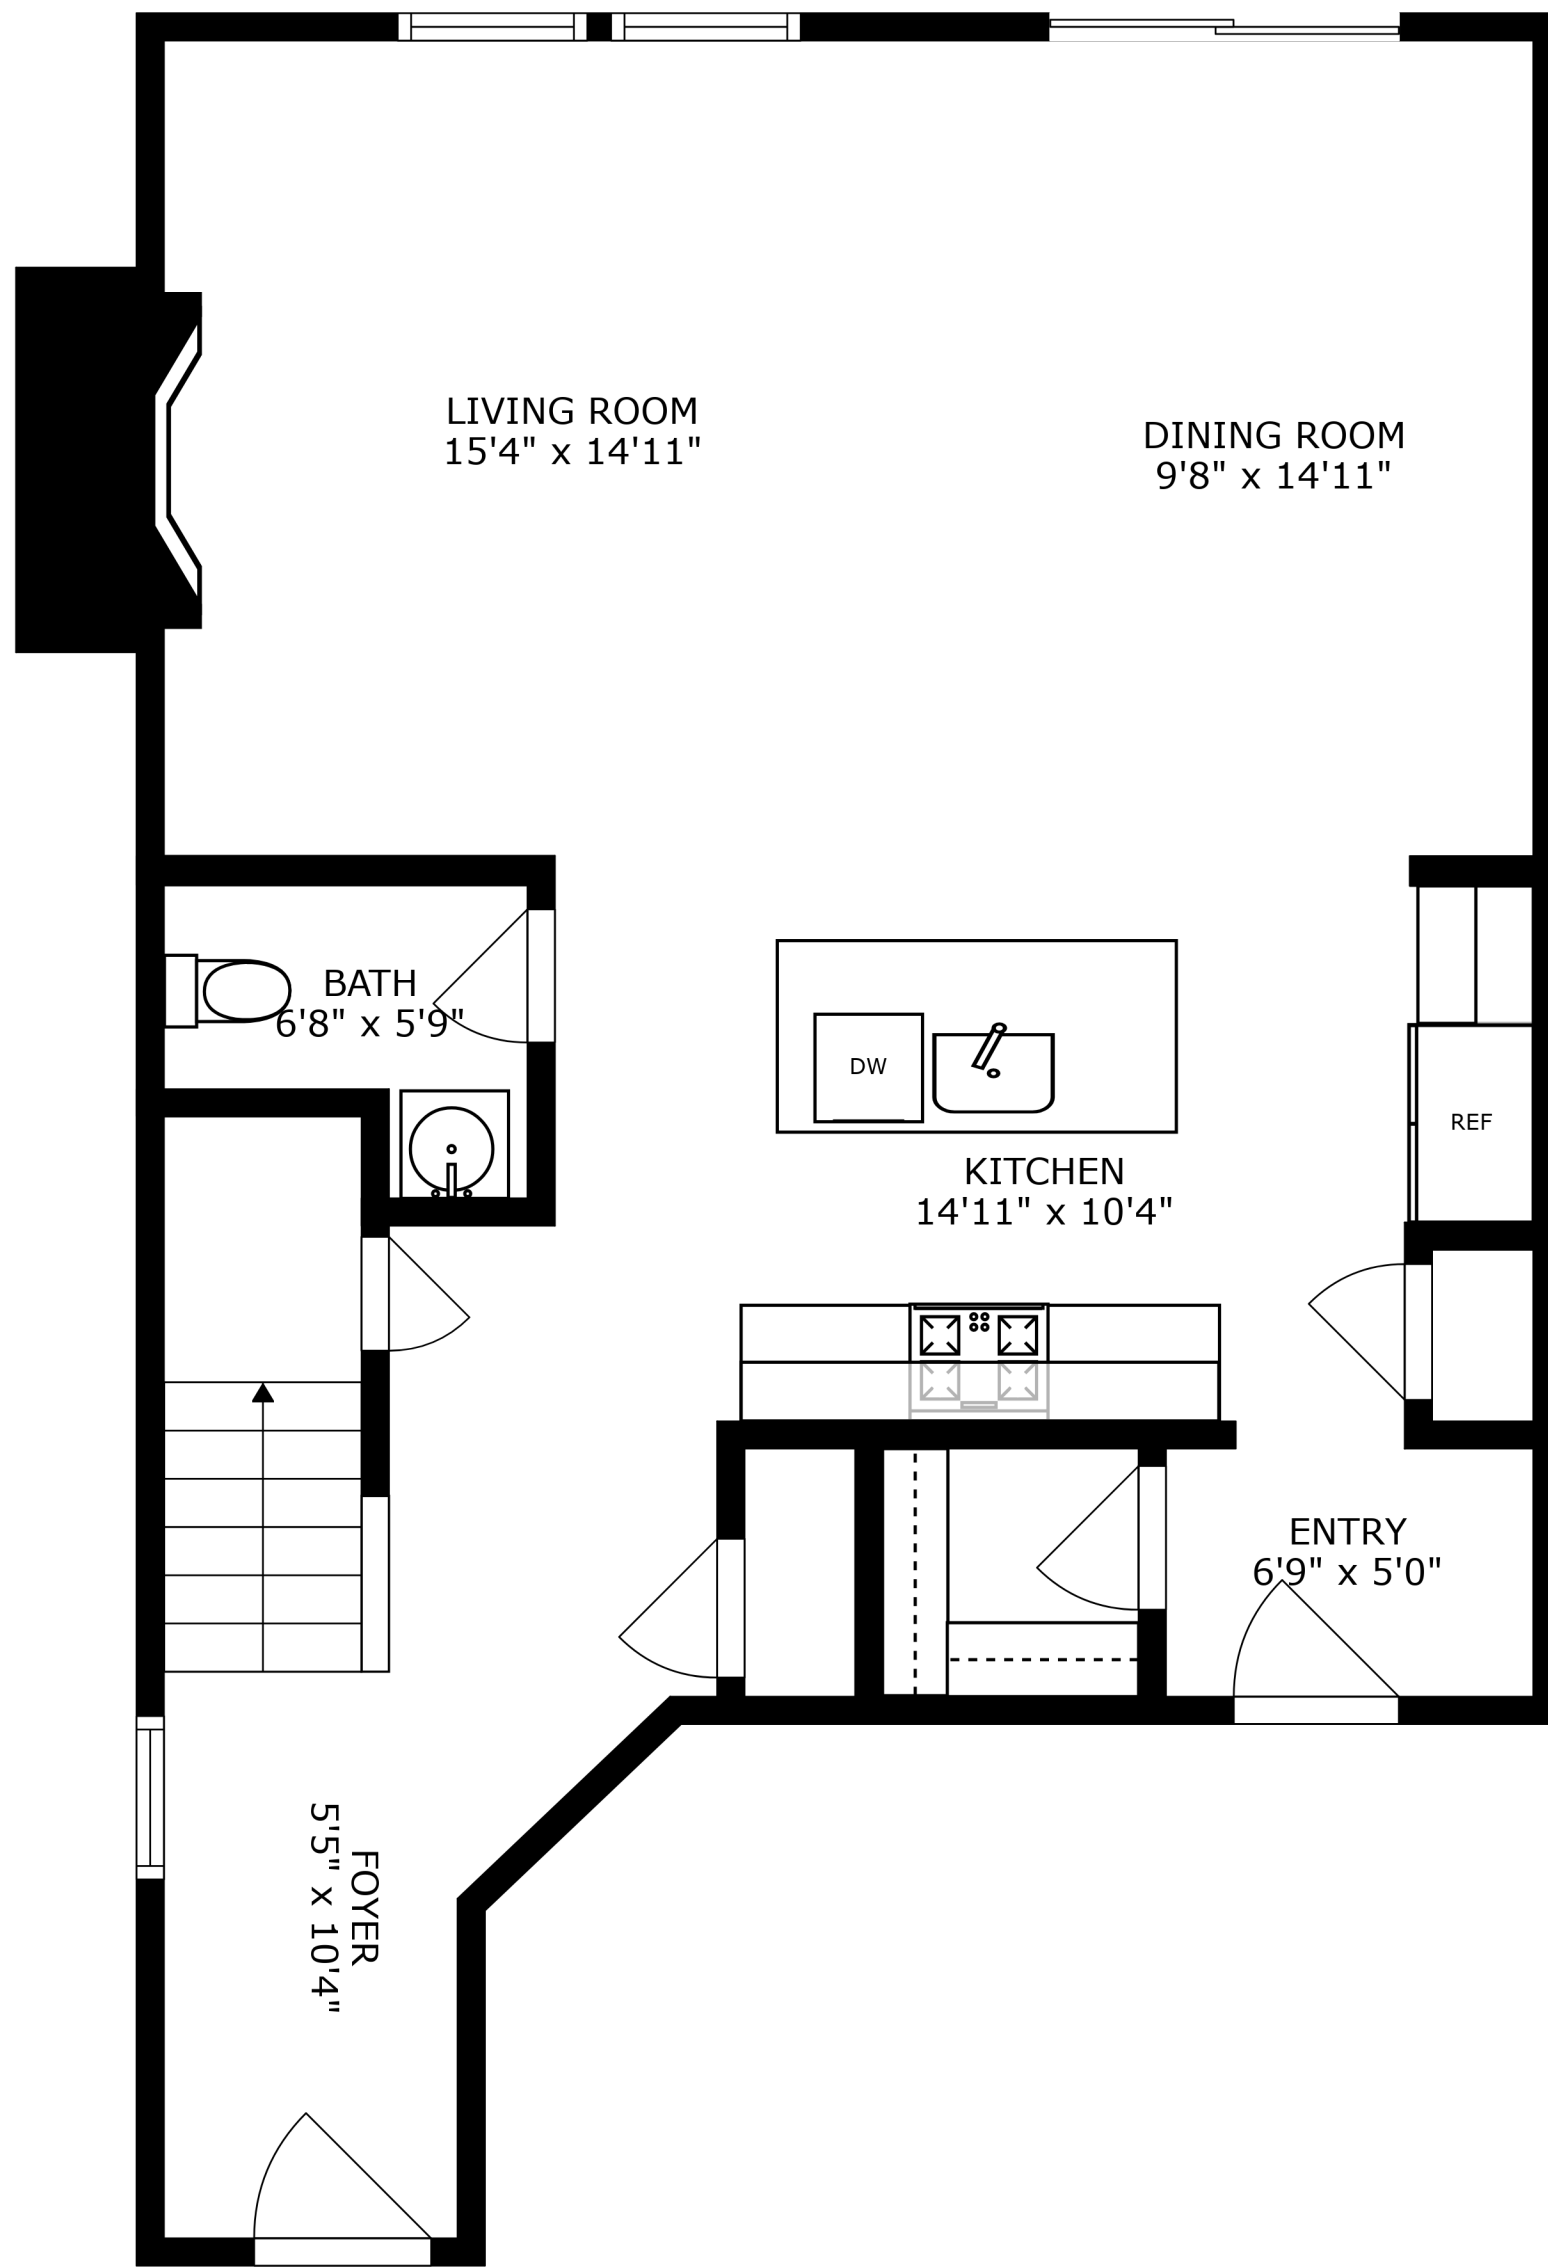 LIVING ROOM
15'4" x 14'11"
DINING ROOM
9'8" x 14'11"
BATH
6'8" x 5'9"
DW
REF
KITCHEN
14'11" x 10'4"
ENTRY
6'9" x 5'0"
FOYER
5'5" x 10'4"